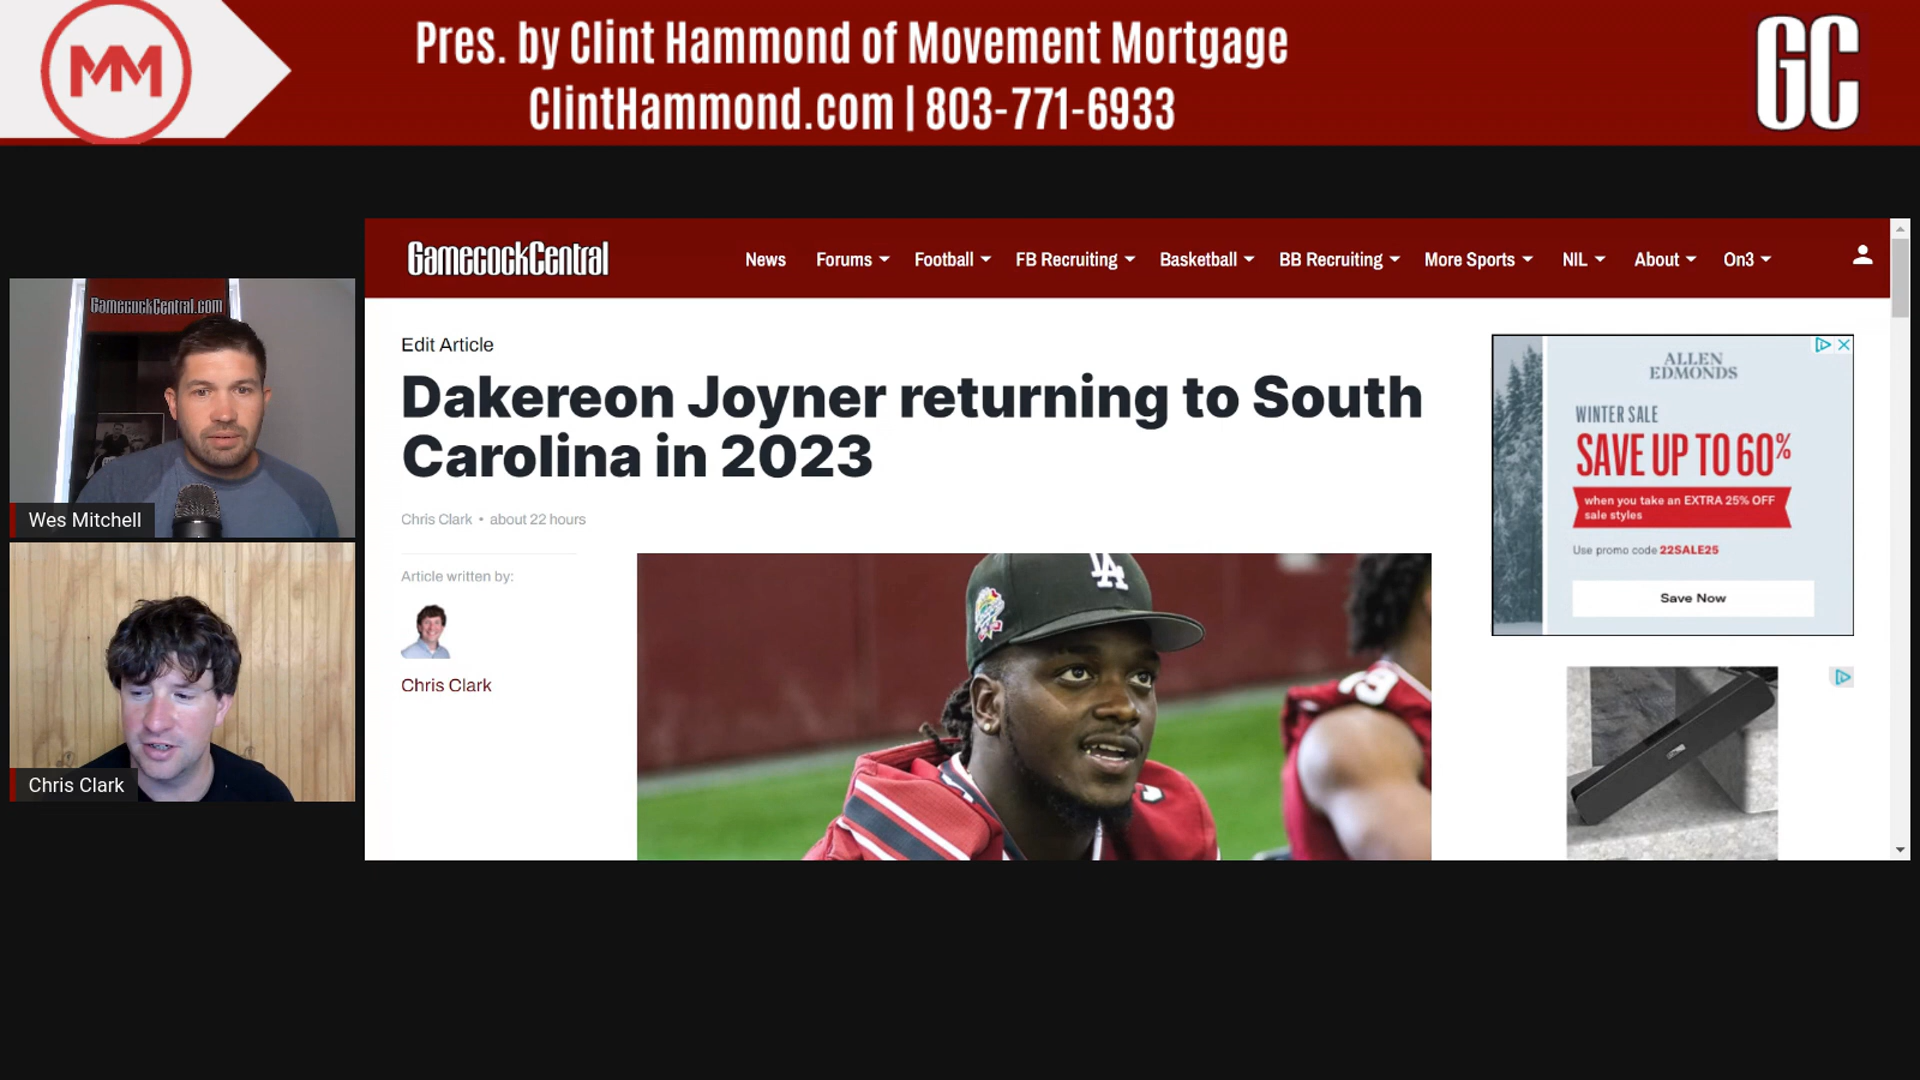 MM
Pres. by Clint Hammond of Movement Mortgage
ClintHammond.com | 803-771-6933
GC
GamecockCentral.com
Wes Mitchell
Chris Clark
GamecockCentral
News Forums Football FB Recruiting Basketball BB Recruiting More Sports NIL About On3
Edit Article
Dakereon Joyner returning to South
Carolina in 2023
Chris Clark • about 22 hours
Article written by:
Chris Clark
LA
ALLEN
EDMONDS
WINTER SALE
SAVE UP TO 60%
when you take an EXTRA 25% OFF
sale styles
Use promo code 22SALE25
Save Now